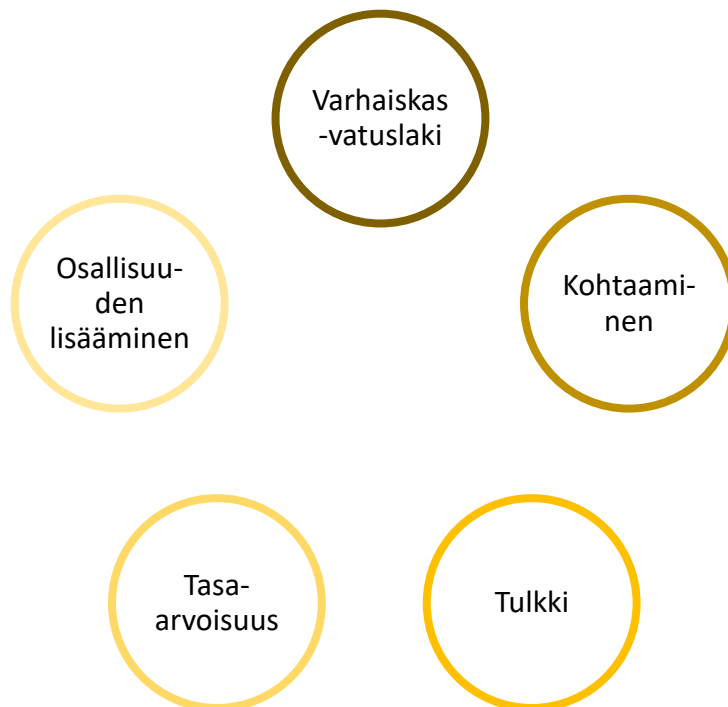 Varhaiskas
-vatuslaki
Kohtaami-
nen
Tulkki
Tasa-
arvoisuus
Osallisuu-
den
lisääminen